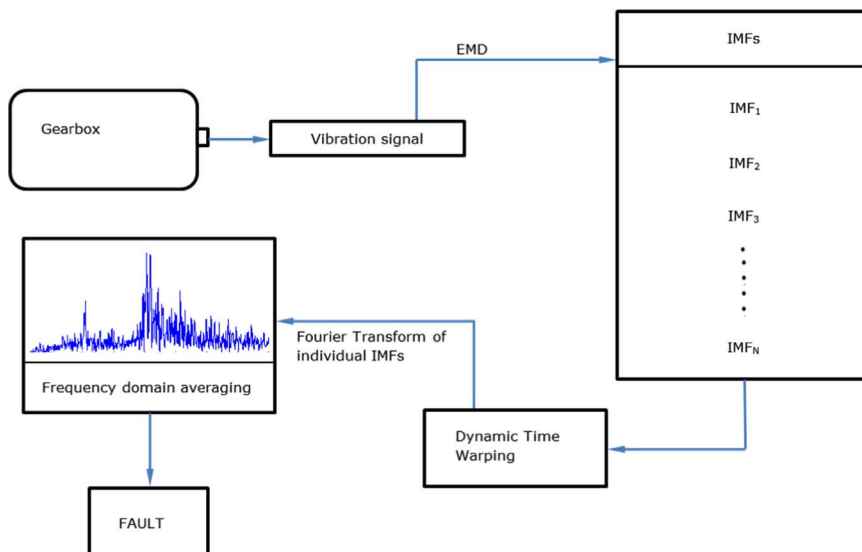 Gearbox
Vibration signal
EMD
IMFs
IMF₁
IMF₂
IMF₃
IMFN
Dynamic Time
Warping
Fourier Transform of
individual IMFs
Frequency domain averaging
FAULT